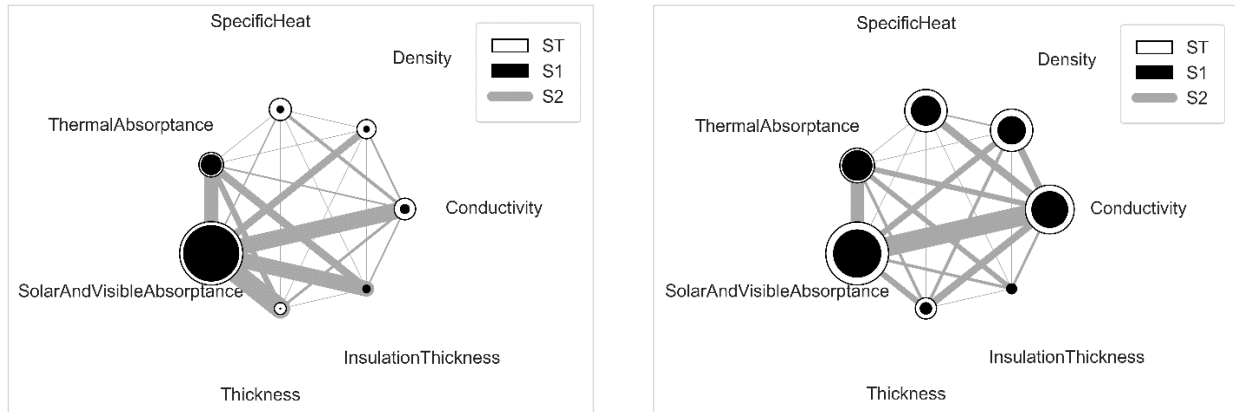 SpecificHeat
Density
ST
S1
S2
ThermalAbsorptance
Conductivity
SolarAndVisibleAbsorptance
InsulationThickness
Thickness
SpecificHeat
Density
ST
S1
S2
ThermalAbsorptance
Conductivity
SolarAndVisibleAbsorptance
InsulationThickness
Thickness